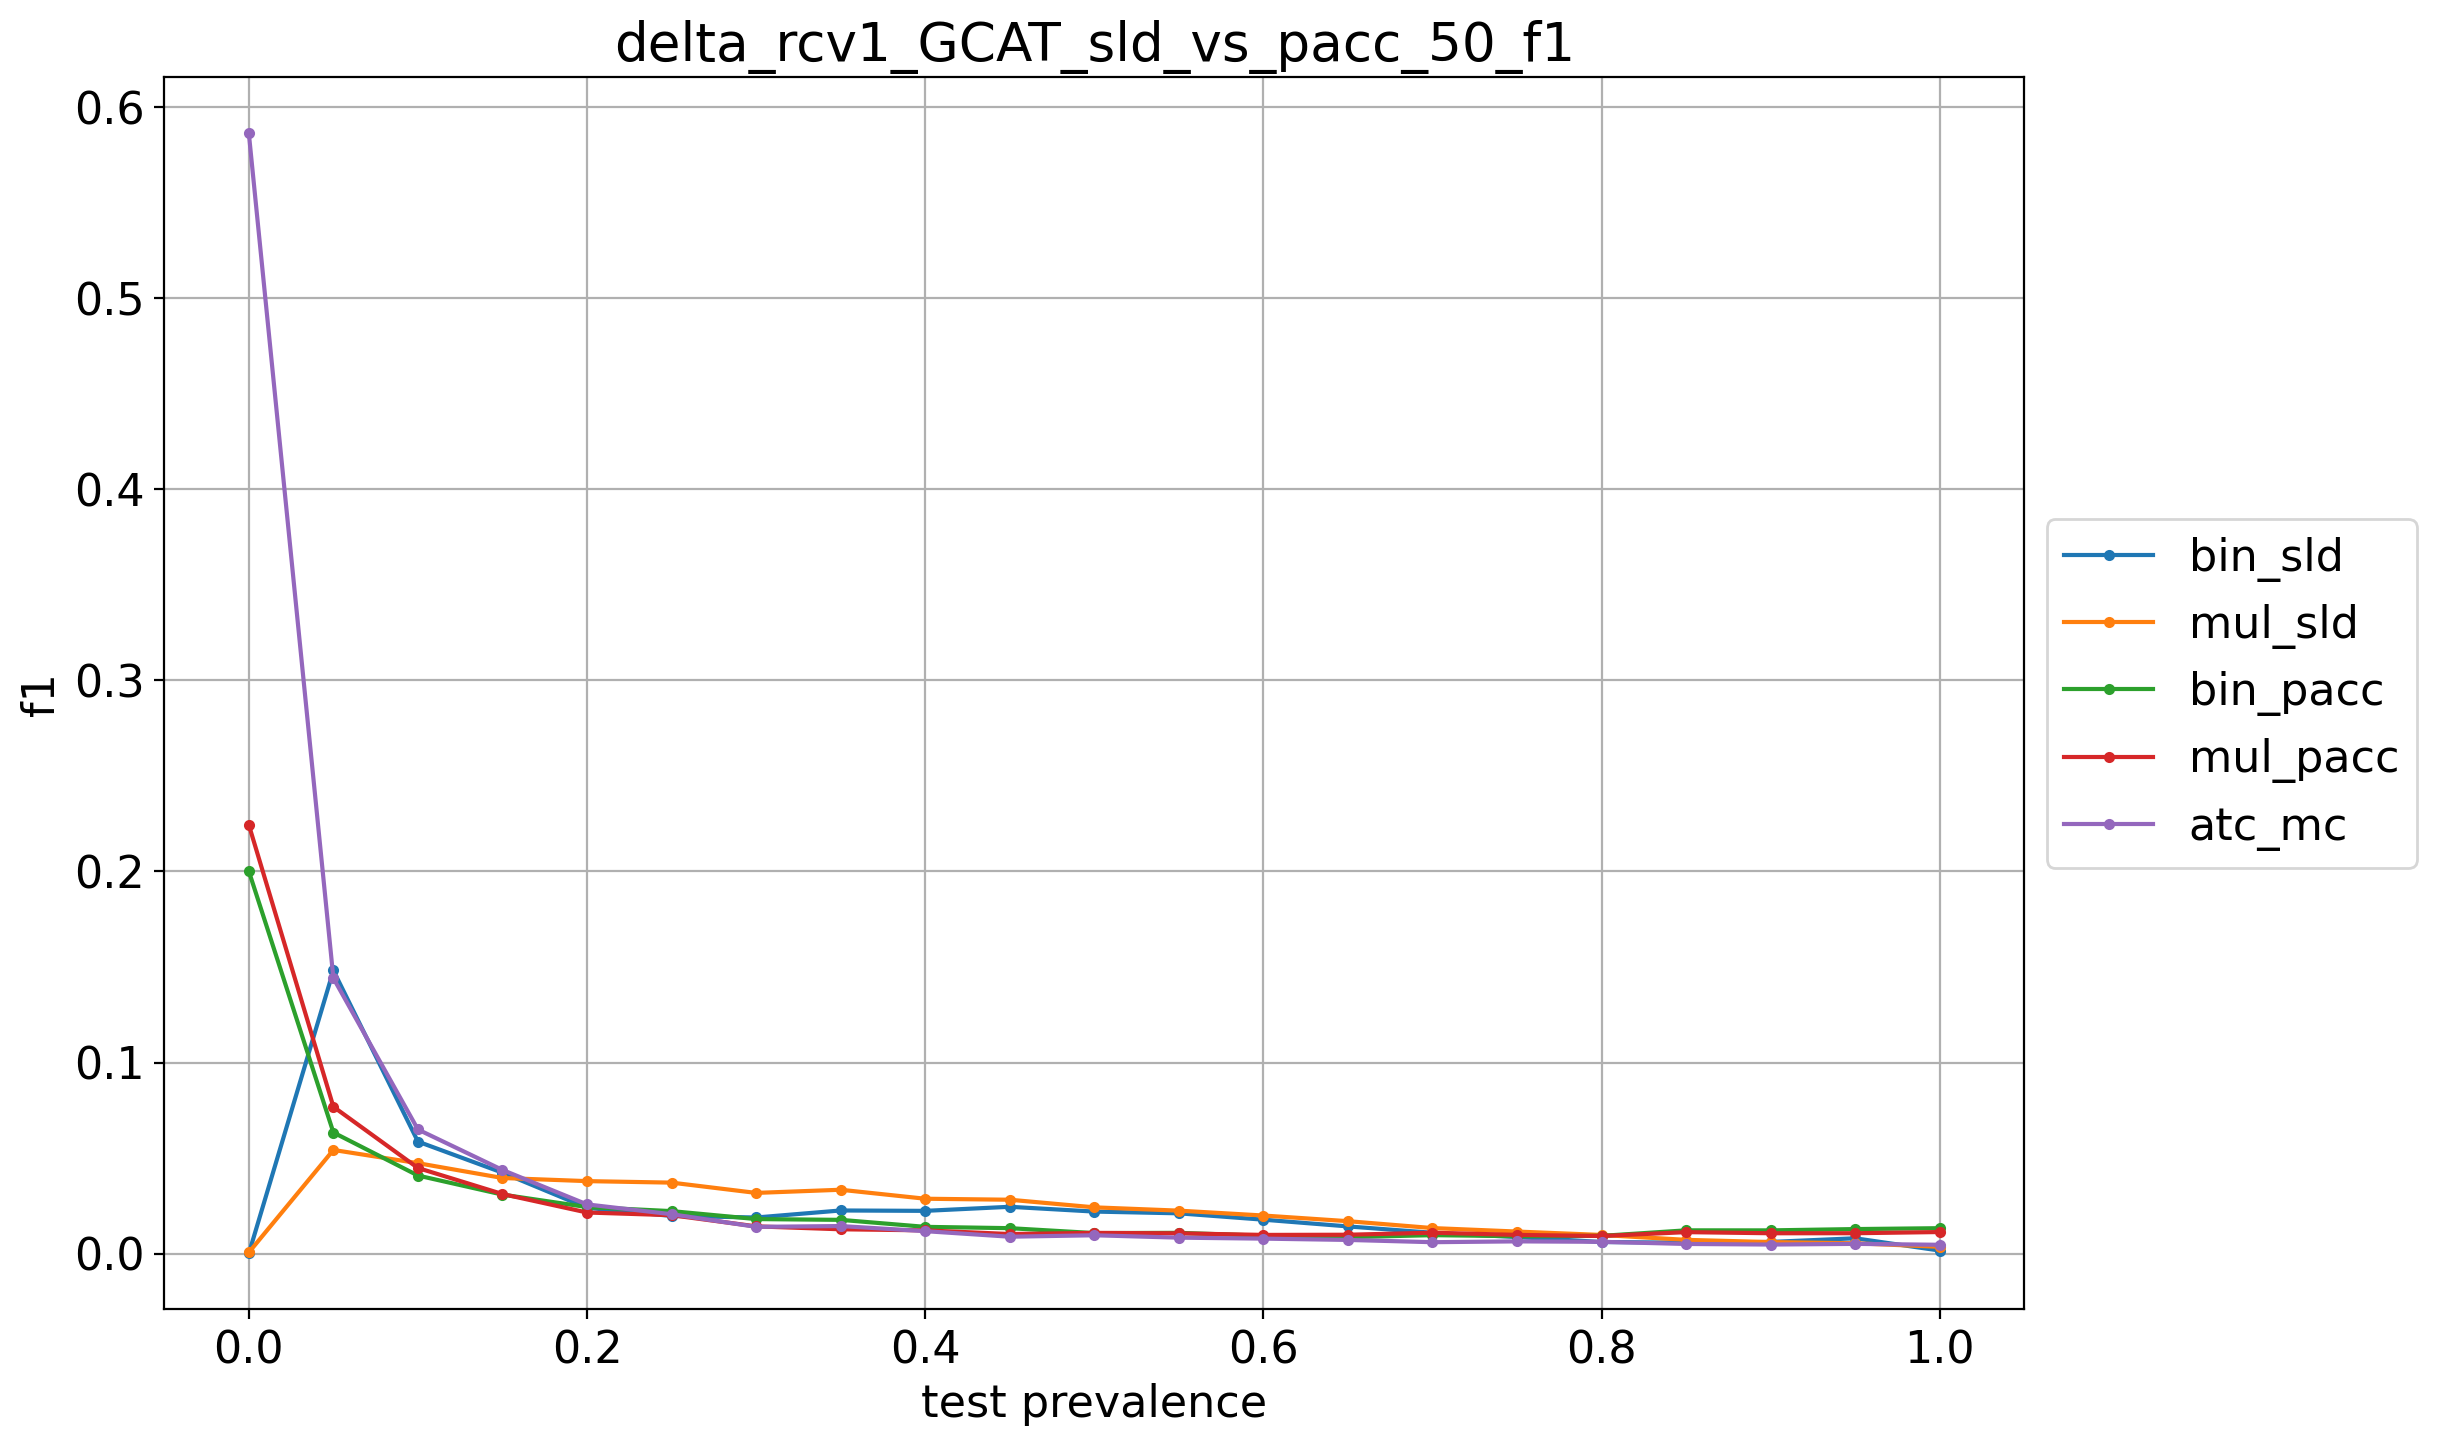 delta_rcv1_GCAT_sld_vs_pacc_50_f1
0.6
0.5
0.4
0.3
0.2
0.1
0.0
f1
0.0 0.2 0.4 0.6 0.8 1.0
test prevalence
bin_sld
mul_sld
bin_pacc
mul_pacc
atc_mc